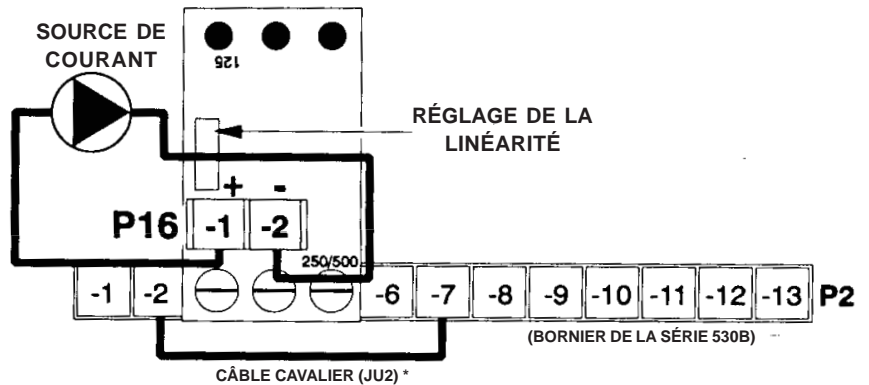 SOURCE DE
COURANT
125
RÉGLAGE DE LA
LINÉARITÉ
+ -
P16 -1 -2
250/500
-1 -2 -6 -7 -8 -9 -10 -11 -12 -13 P2
(BORNIER DE LA SÉRIE 530B)
CÂBLE CAVALIER (JU2) *